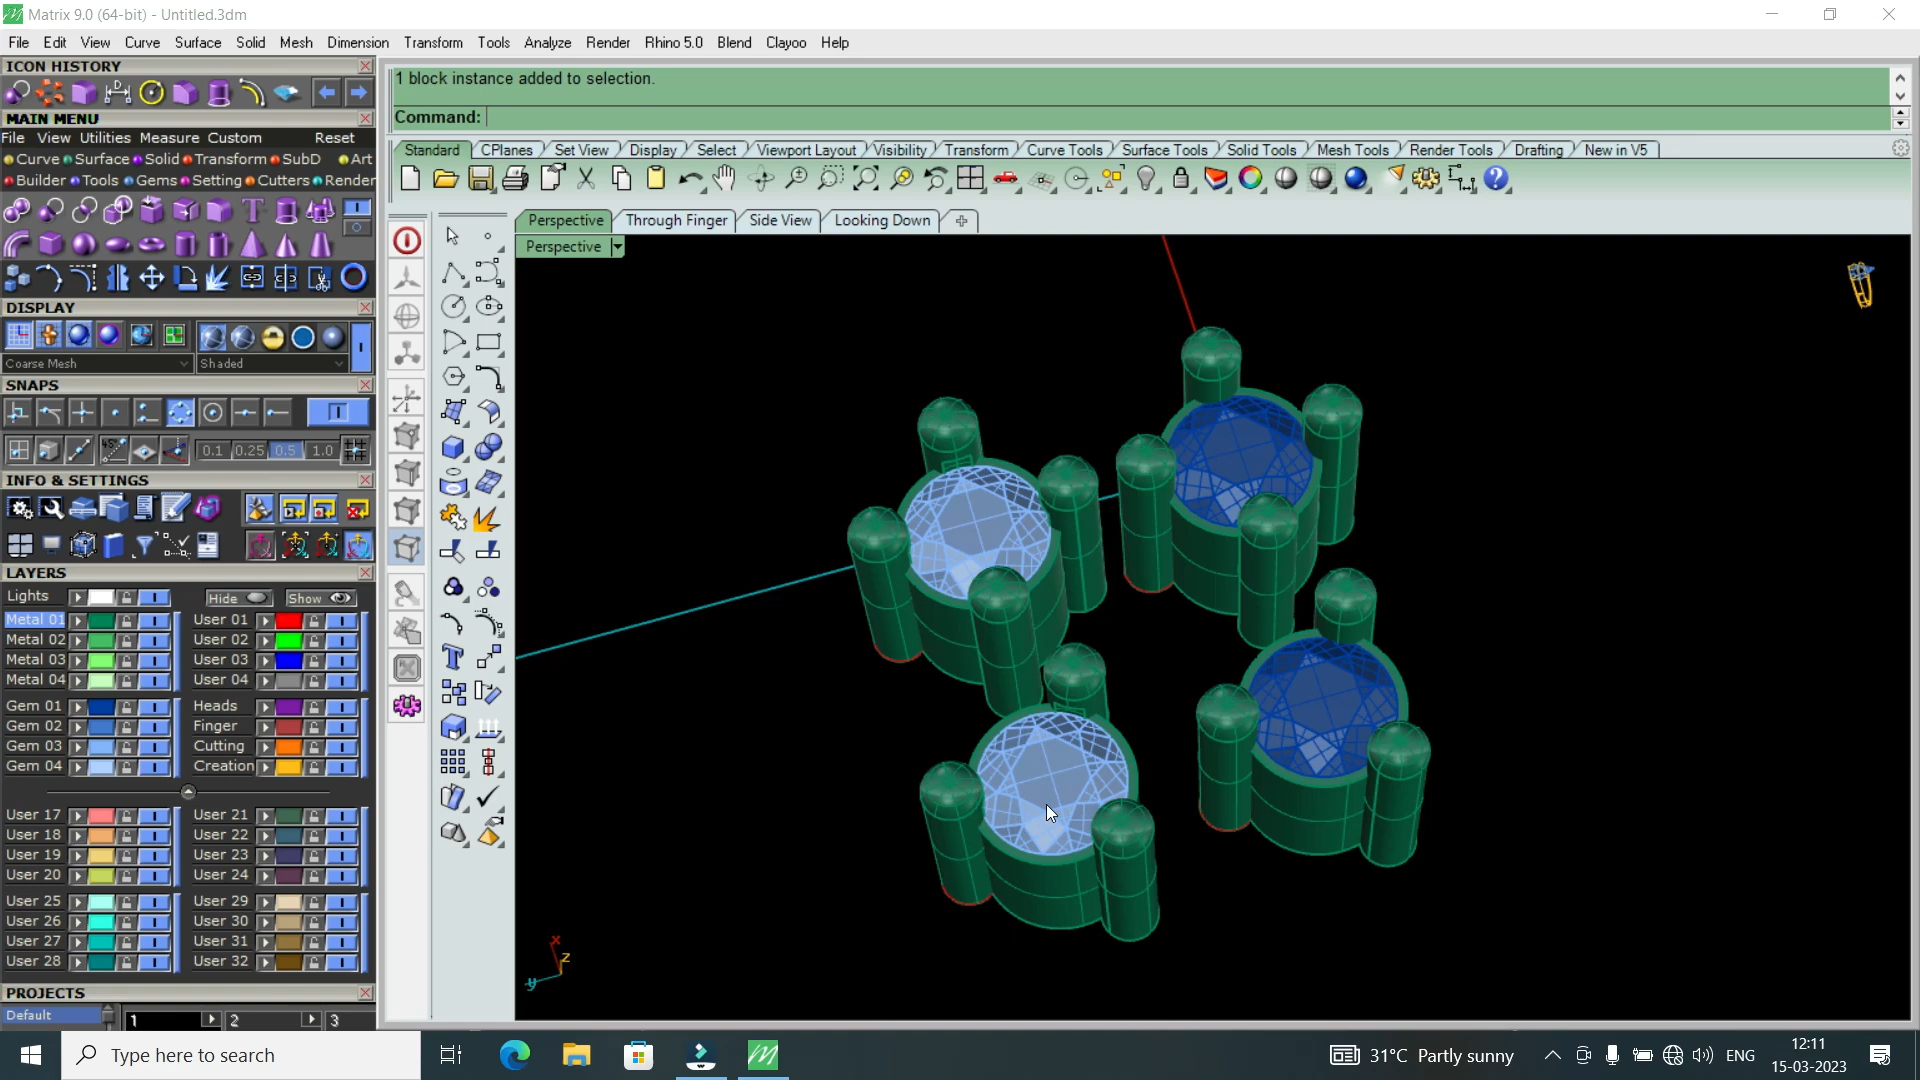 Matrix 9.0 (64-bit) - Untitled.3dm
File Edit View Curve Surface Solid Mesh Dimension Transform Tools Analyze Render Rhino 5.0 Blend Clayoo Help
ICON HISTORY
MAIN MENU
File View Utilities Measure Custom Reset
Curve Surface Solid Transform SubD Art
Builder Tools Gems Setting Cutters Render
DISPLAY
Coarse Mesh Shaded
SNAPS
0.1 0.25 0.5 1.0
INFO & SETTINGS
LAYERS
Lights Hide Show
Metal 01 User 01
Metal 02 User 02
Metal 03 User 03
Metal 04 User 04
Gem 01 Heads
Gem 02 Finger
Gem 03 Cutting
Gem 04 Creation
User 17 User 21
User 18 User 22
User 19 User 23
User 20 User 24
User 25 User 29
User 26 User 30
User 27 User 31
User 28 User 32
PROJECTS
Default 1 2 3
1 block instance added to selection.
Command:
Standard CPlanes Set View Display Select Viewport Layout Visibility Transform Curve Tools Surface Tools Solid Tools Mesh Tools Render Tools Drafting New in V5
Perspective Through Finger Side View Looking Down
Perspective
x
z
y
Type here to search
31°C Partly sunny
ENG
12:11
15-03-2023